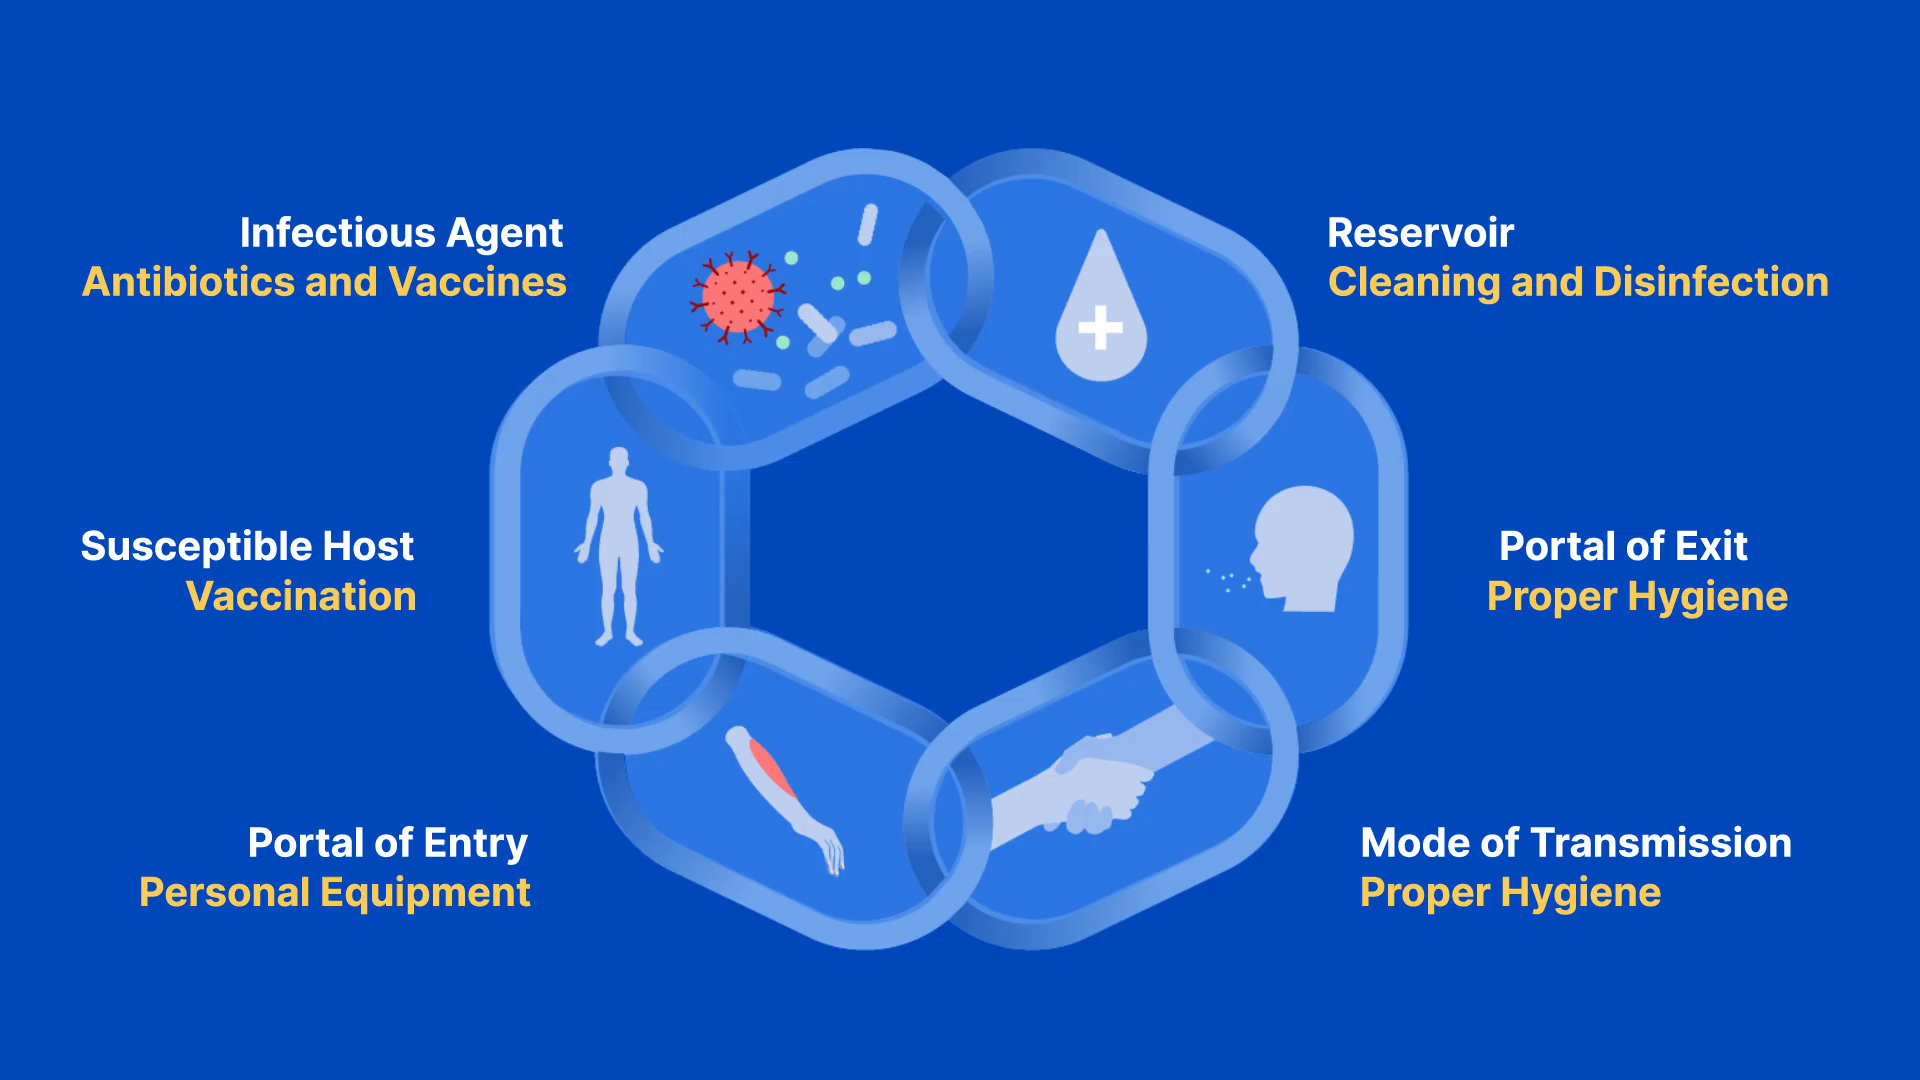 Infectious Agent
Antibiotics and Vaccines
Reservoir
Cleaning and Disinfection
Susceptible Host
Vaccination
Portal of Exit
Proper Hygiene
Portal of Entry
Personal Equipment
Mode of Transmission
Proper Hygiene